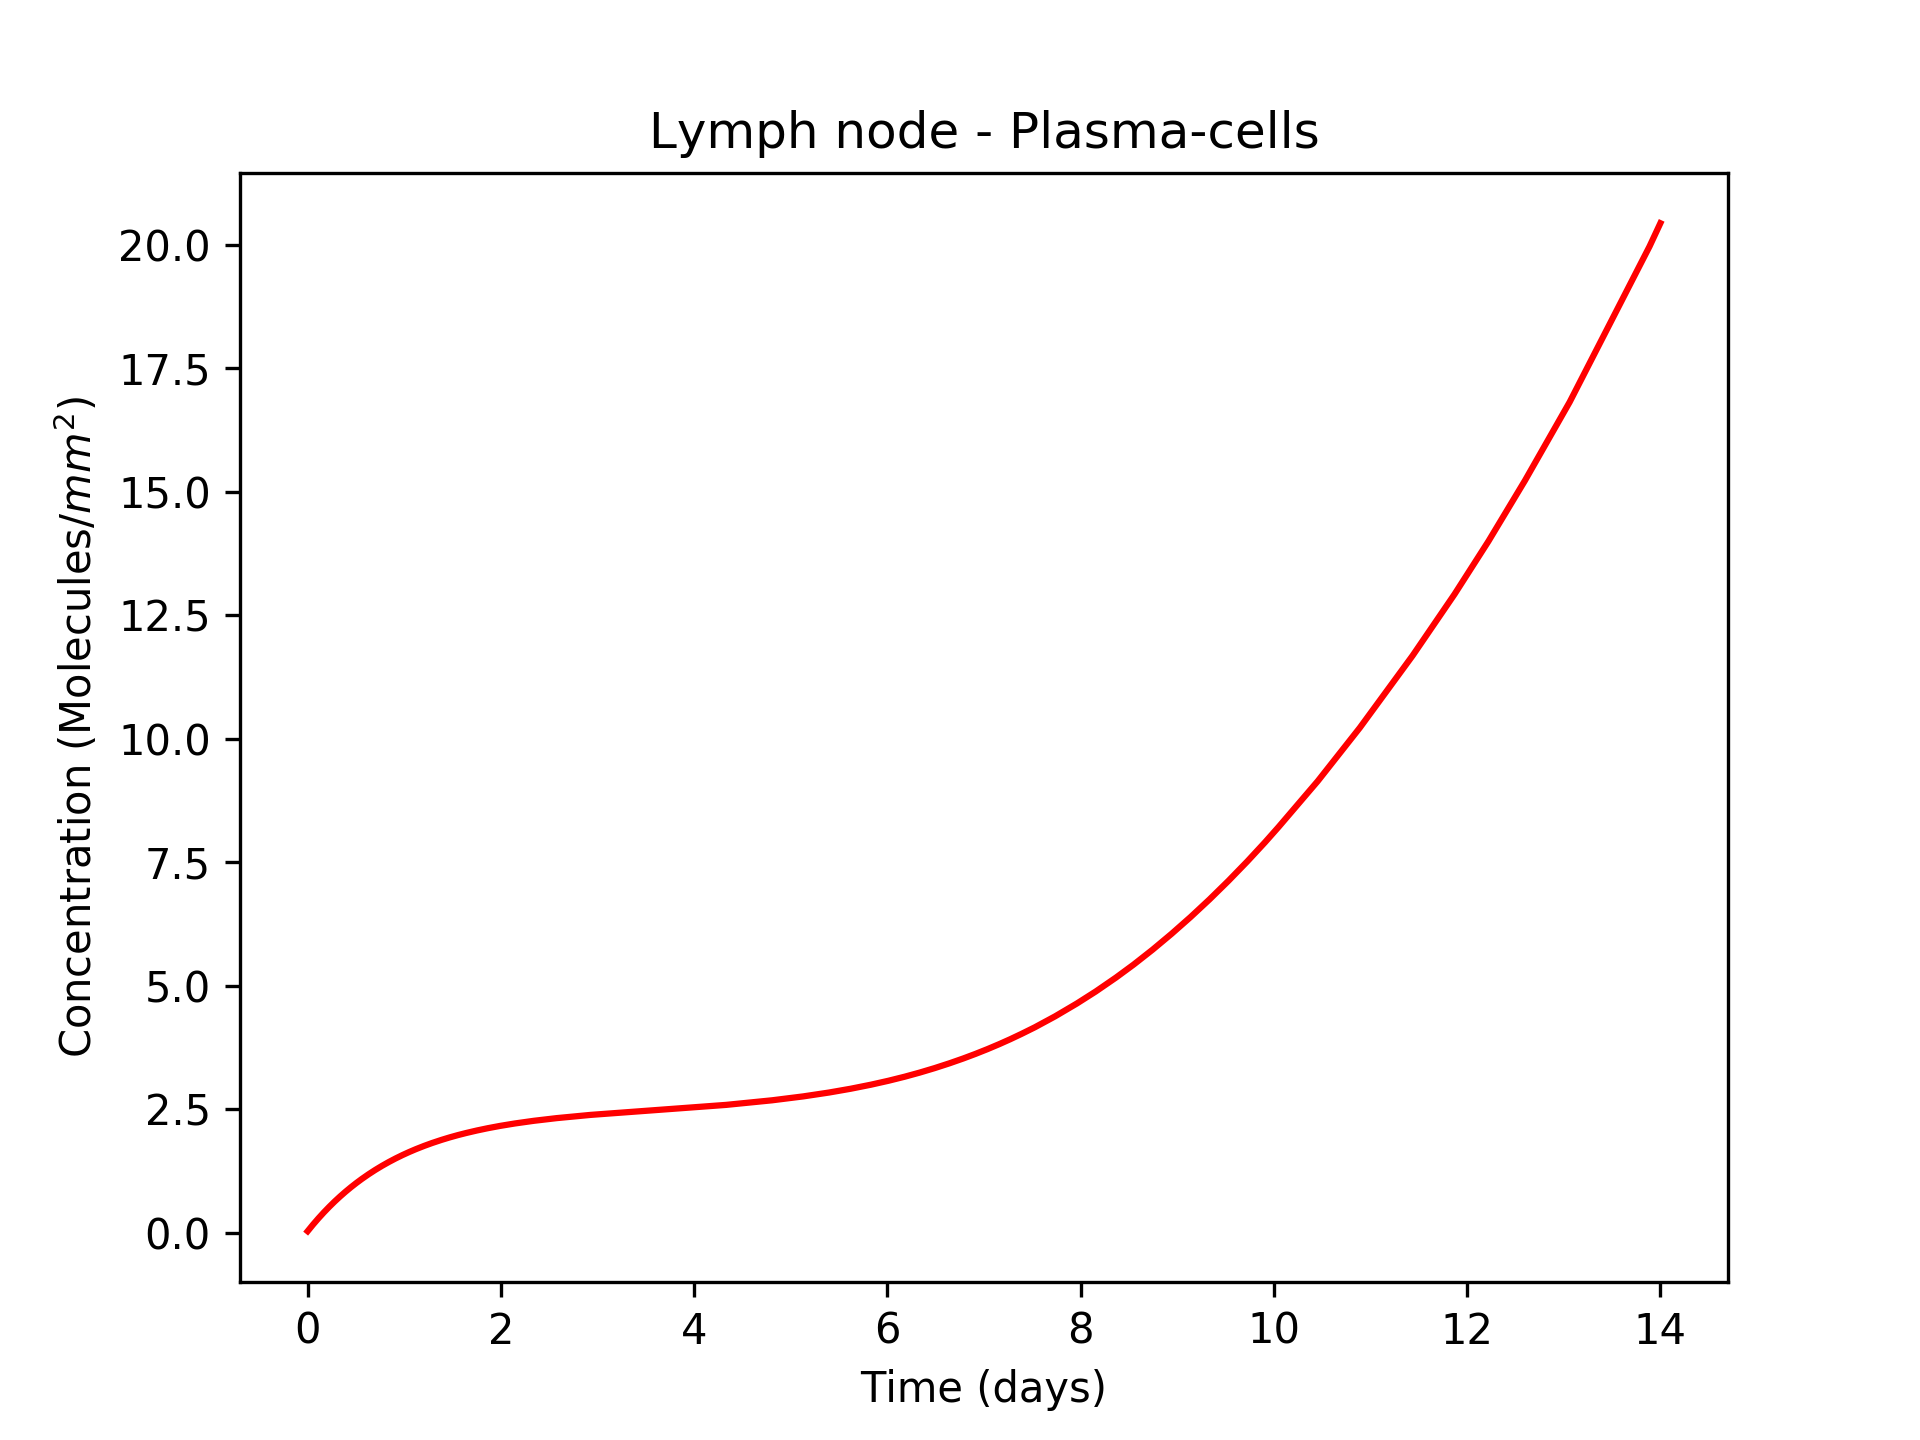 Lymph node - Plasma-cells
Concentration (Molecules/mm²)
20.0
17.5
15.0
12.5
10.0
7.5
5.0
2.5
0.0
0 2 4 6 8 10 12 14
Time (days)